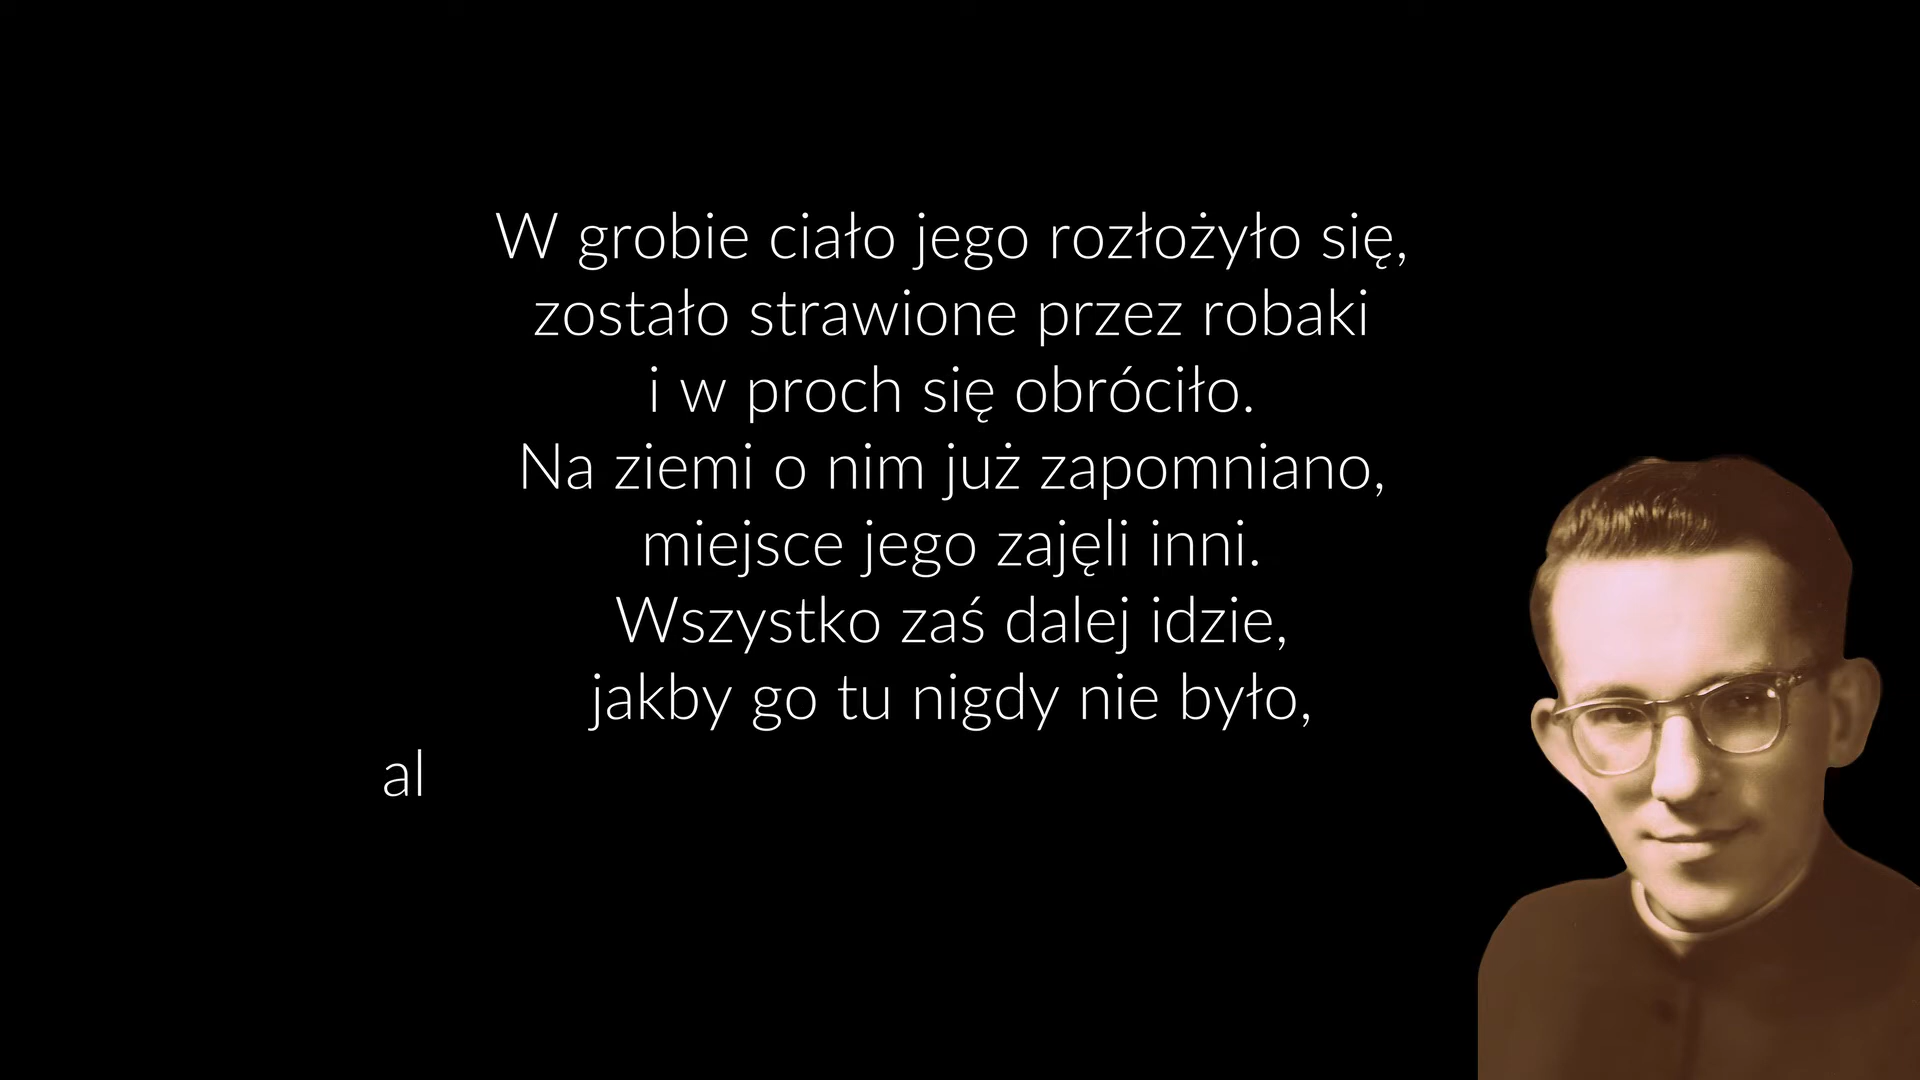 W grobie ciało jego rozłożyło się,
zostało strawione przez robaki
i w proch się obróciło.
Na ziemi o nim już zapomniano,
miejsce jego zajęli inni.
Wszystko zaś dalej idzie,
jakby go tu nigdy nie było,
al